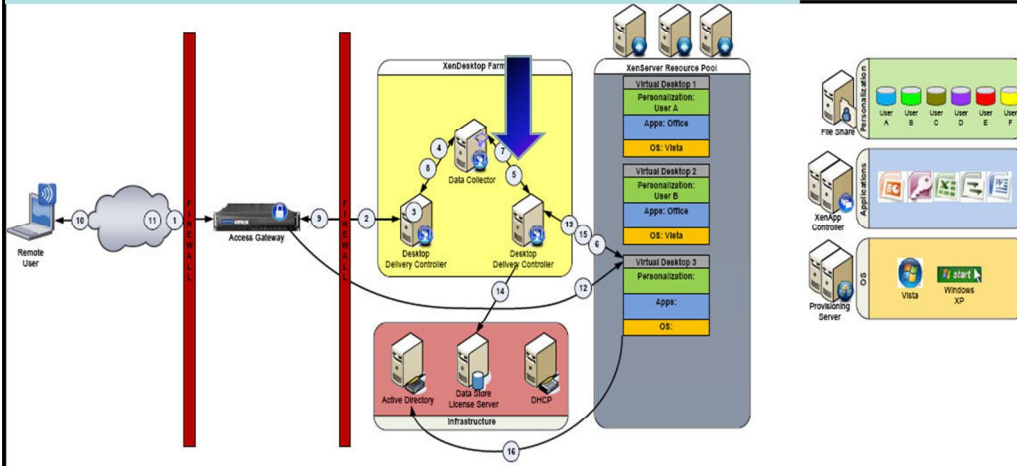 XenDesktop Farm
XenServer Resource Pool
Virtual Desktop 1
Personalization:
User A
Apps: Office
OS: Vista
Virtual Desktop 2
Personalization:
User B
Apps: Office
OS: Vista
Virtual Desktop 3
Personalization:
Apps:
OS:
Data Collector
4
8
7
5
3
Desktop
Delivery Controller
Desktop
Delivery Controller
13
15
6
Remote
User
10
11
1
FIREWALL
Access Gateway
9
FIREWALL
2
12
14
Active Directory
Data Store
License Server
DHCP
Infrastructure
16
File Share
Personalization
User
A
User
B
User
C
User
D
User
E
User
F
XenApp
Controller
Applications
Provisioning
Server
OS
Vista
start
Windows
XP